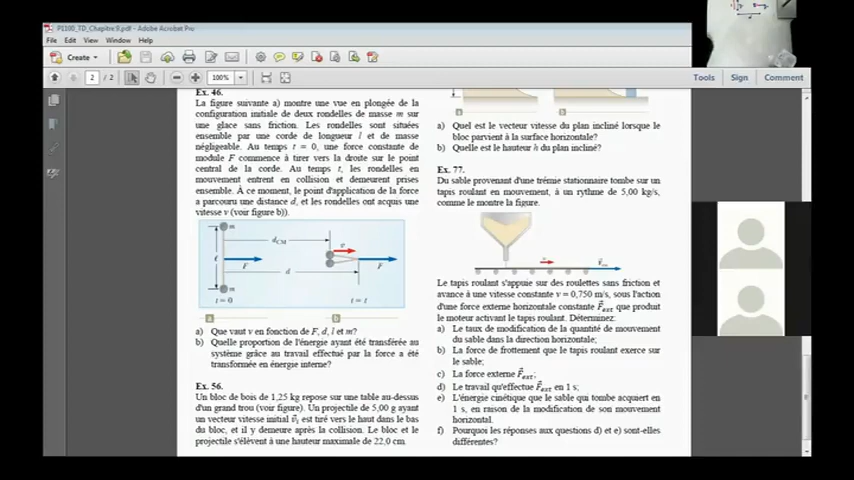 P1100_TD_Chapitre 9.pdf - Adobe Acrobat Pro
File Edit View Window Help
Create
2 / 2
100%
Tools Sign Comment
Ex. 46
La figure suivante a) montre une vue en plongée de la
configuration initiale de deux rondelles de masse m sur
une glace sans friction. Les rondelles sont situées
ensemble par une corde de longueur l et de masse
négligeable. Au temps t = 0, une force constante de
module F commence à tirer vers la droite sur le point
central de la corde. Au temps t, les rondelles en
mouvement entrent en collision et demeurent prises
ensemble. À ce moment, le point d'application de la force
a parcouru une distance d, et les rondelles ont acquis une
vitesse v (voir figure b)).
m
dCM
v
ℓ
F
F
d
m
t = 0
t = t
a
b
a) Que vaut v en fonction de F, d, l et m?
b) Quelle proportion de l'énergie ayant été transférée au
système grâce au travail effectué par la force a été
transformée en énergie interne?
Ex. 56
Un bloc de bois de 1,25 kg repose sur une table au-dessus
d'un grand trou (voir figure). Un projectile de 5,00 g ayant
un vecteur vitesse initial v⃗i est tiré vers le haut dans le bas
du bloc, et il y demeure après la collision. Le bloc et le
projectile s'élèvent à une hauteur maximale de 22,0 cm.
a
b
a) Quel est le vecteur vitesse du plan incliné lorsque le
bloc parvient à la surface horizontale?
b) Quelle est le hauteur h du plan incliné?
Ex. 77
Du sable provenant d'une trémie stationnaire tombe sur un
tapis roulant en mouvement, à un rythme de 5,00 kg/s,
comme le montre la figure.
v
Fext
Le tapis roulant s'appuie sur des roulettes sans friction et
avance à une vitesse constante v = 0,750 m/s, sous l'action
d'une force externe horizontale constante F⃗ext que produit
le moteur activant le tapis roulant. Déterminez:
a) Le taux de modification de la quantité de mouvement
du sable dans la direction horizontale;
b) La force de frottement que le tapis roulant exerce sur
le sable;
c) La force externe F⃗ext;
d) Le travail qu'effectue F⃗ext en 1 s;
e) L'énergie cinétique que le sable qui tombe acquiert en
1 s, en raison de la modification de son mouvement
horizontal.
f) Pourquoi les réponses aux questions d) et e) sont-elles
différentes?